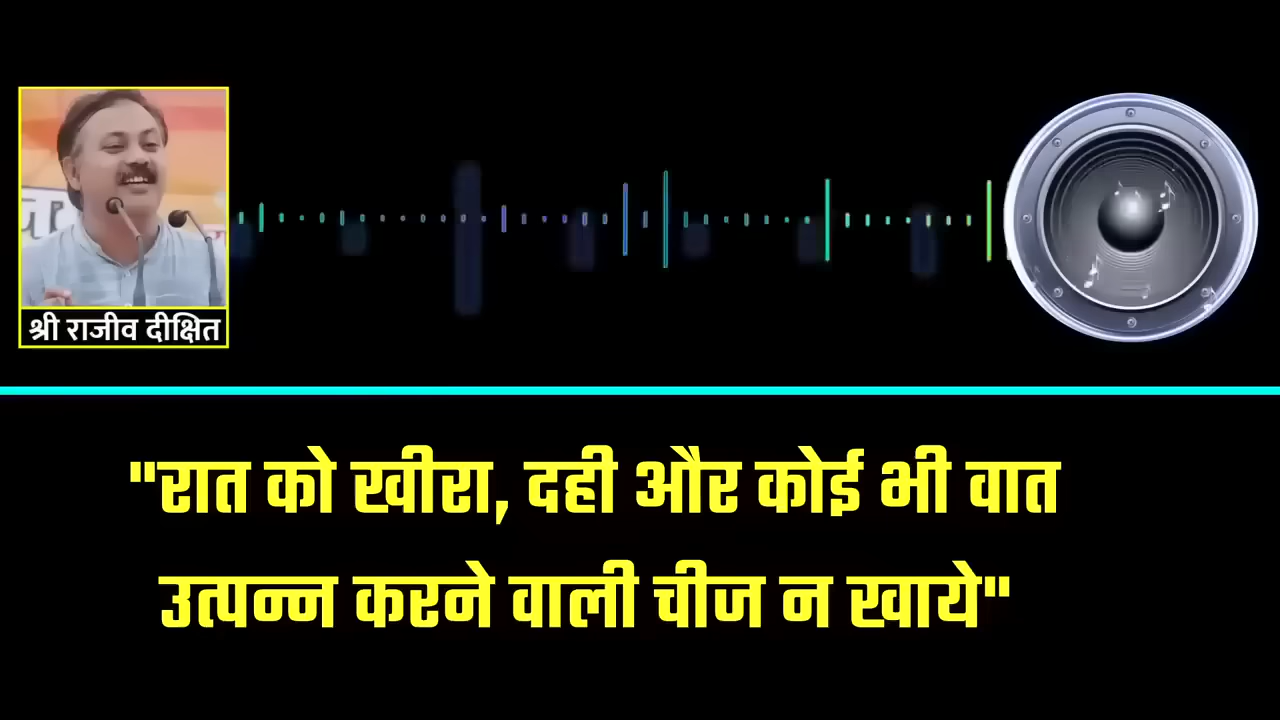 श्री राजीव दीक्षित
"रात को खीरा, दही और कोई भी वात
उत्पन्न करने वाली चीज न खाये"